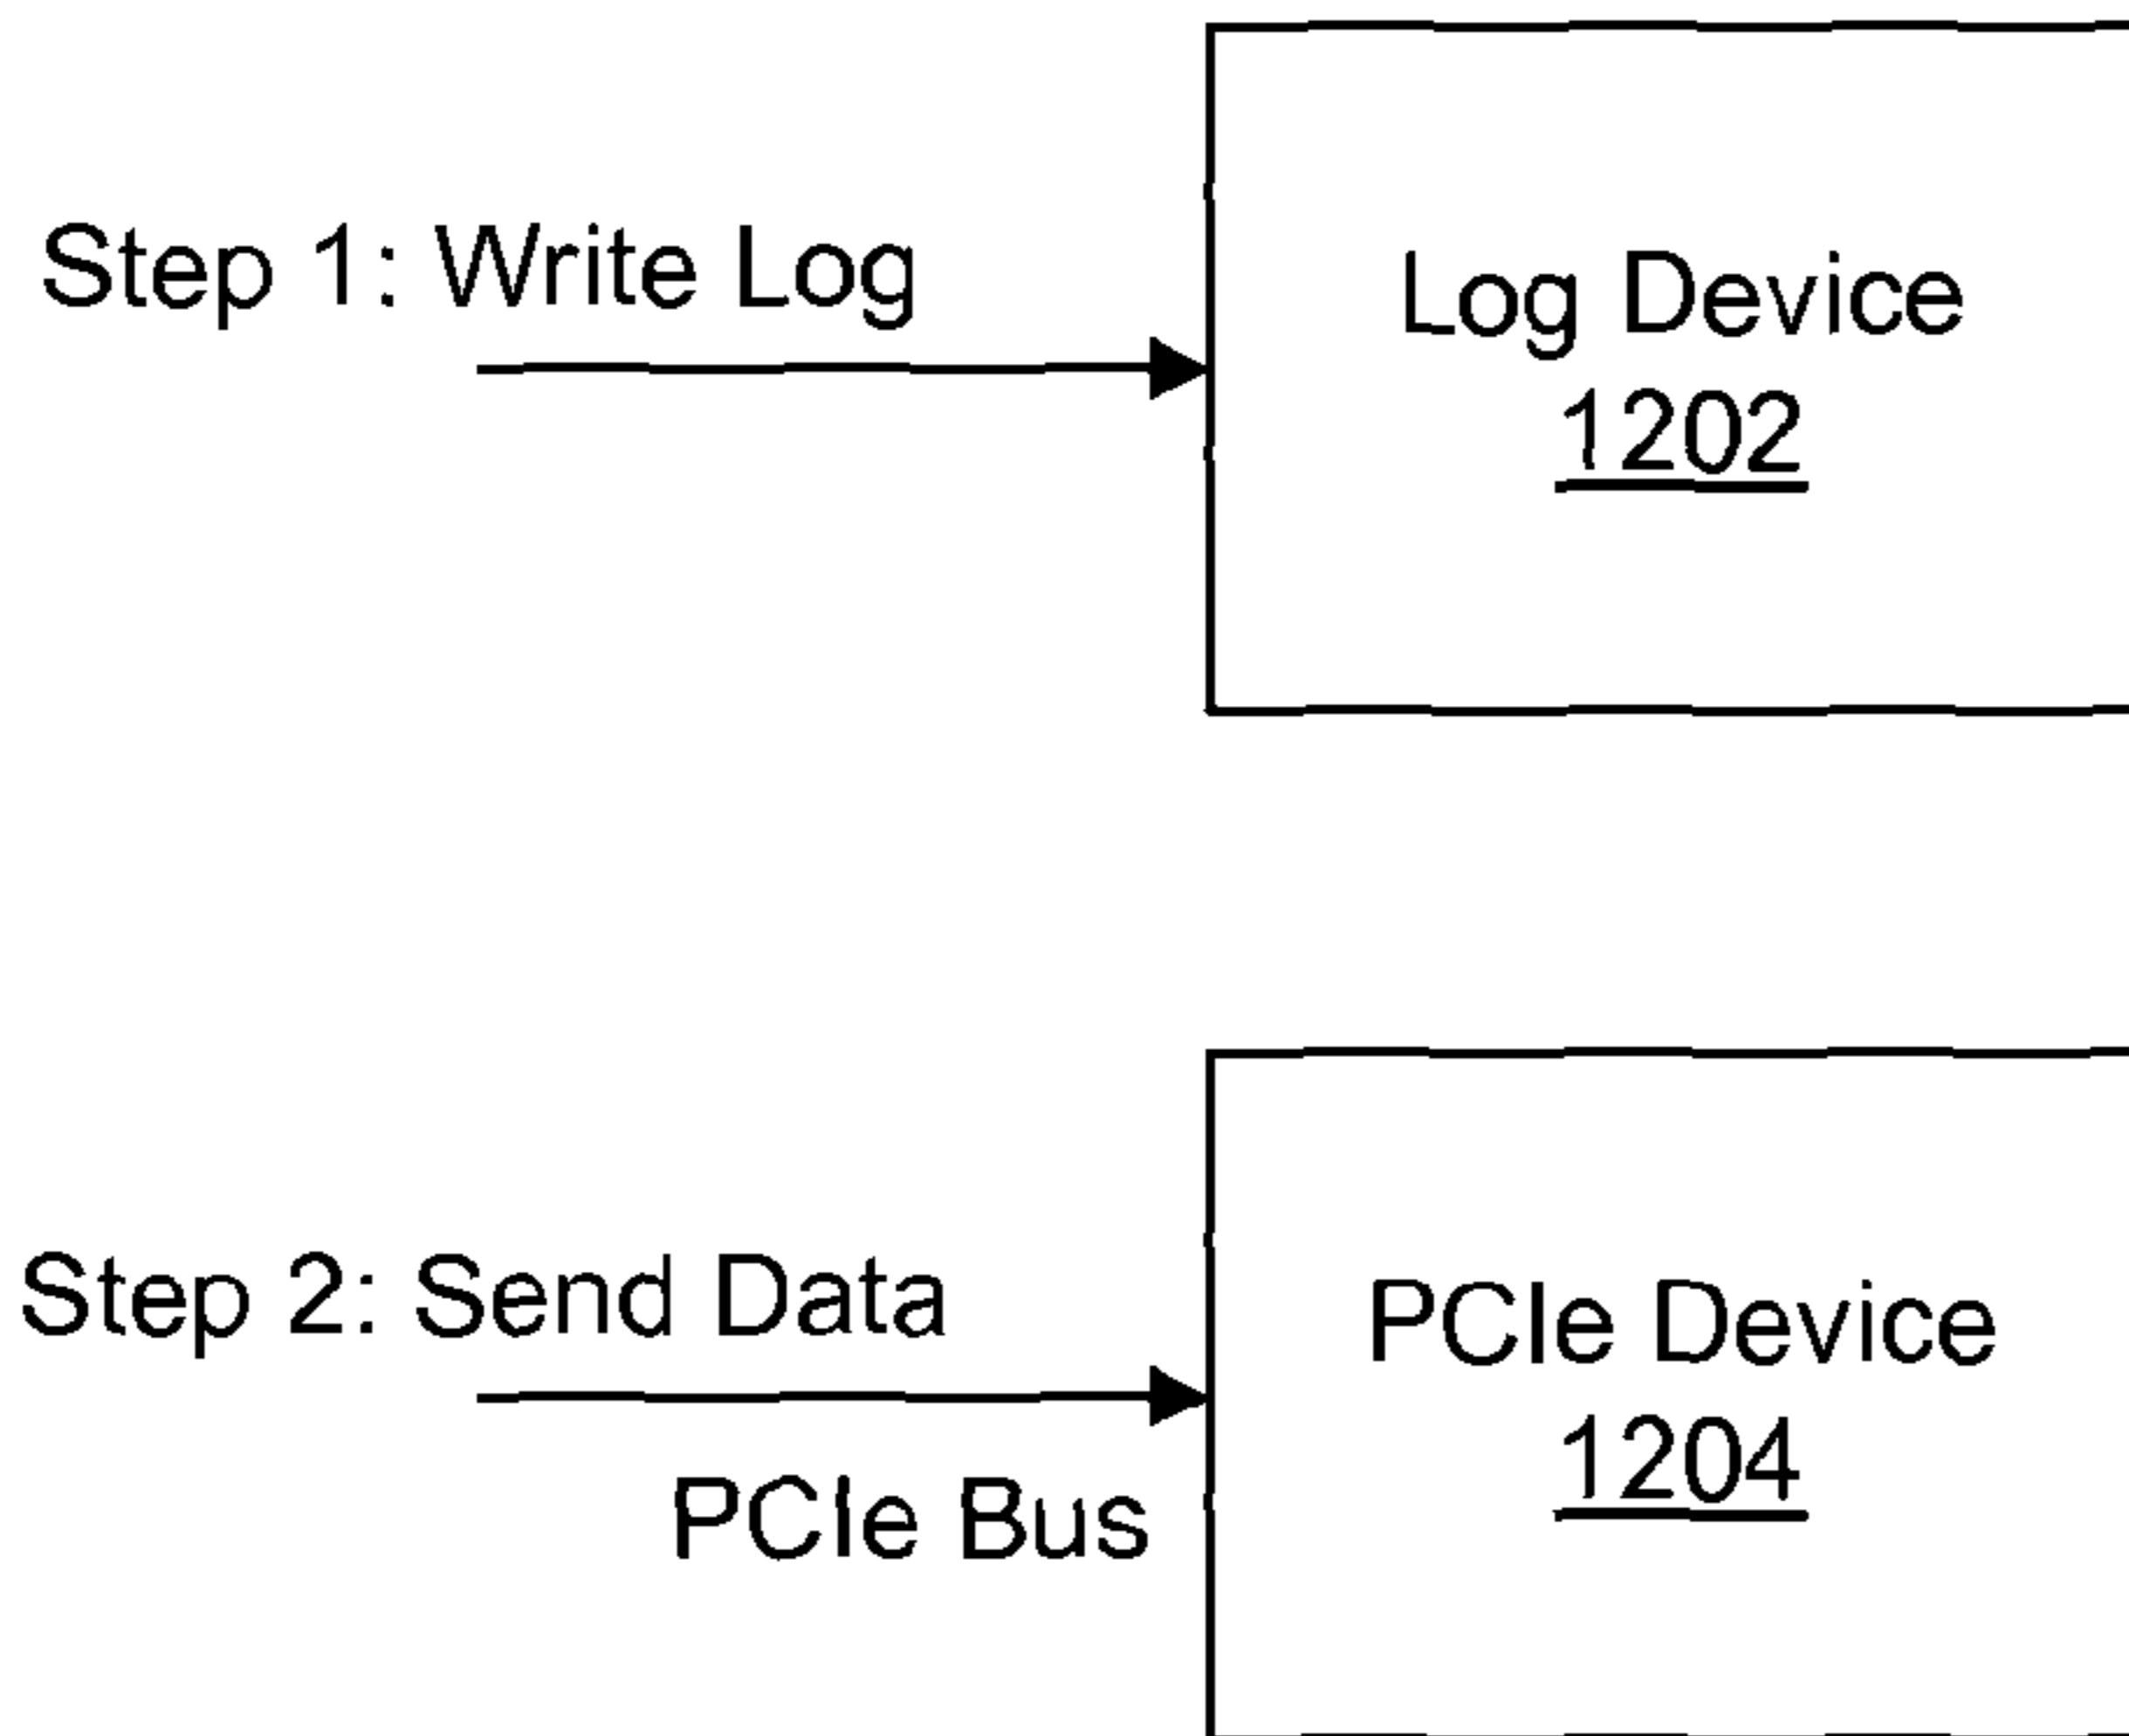 Step 1: Write Log
Log Device
1202
Step 2: Send Data
PCIe Device
1204
PCIe Bus